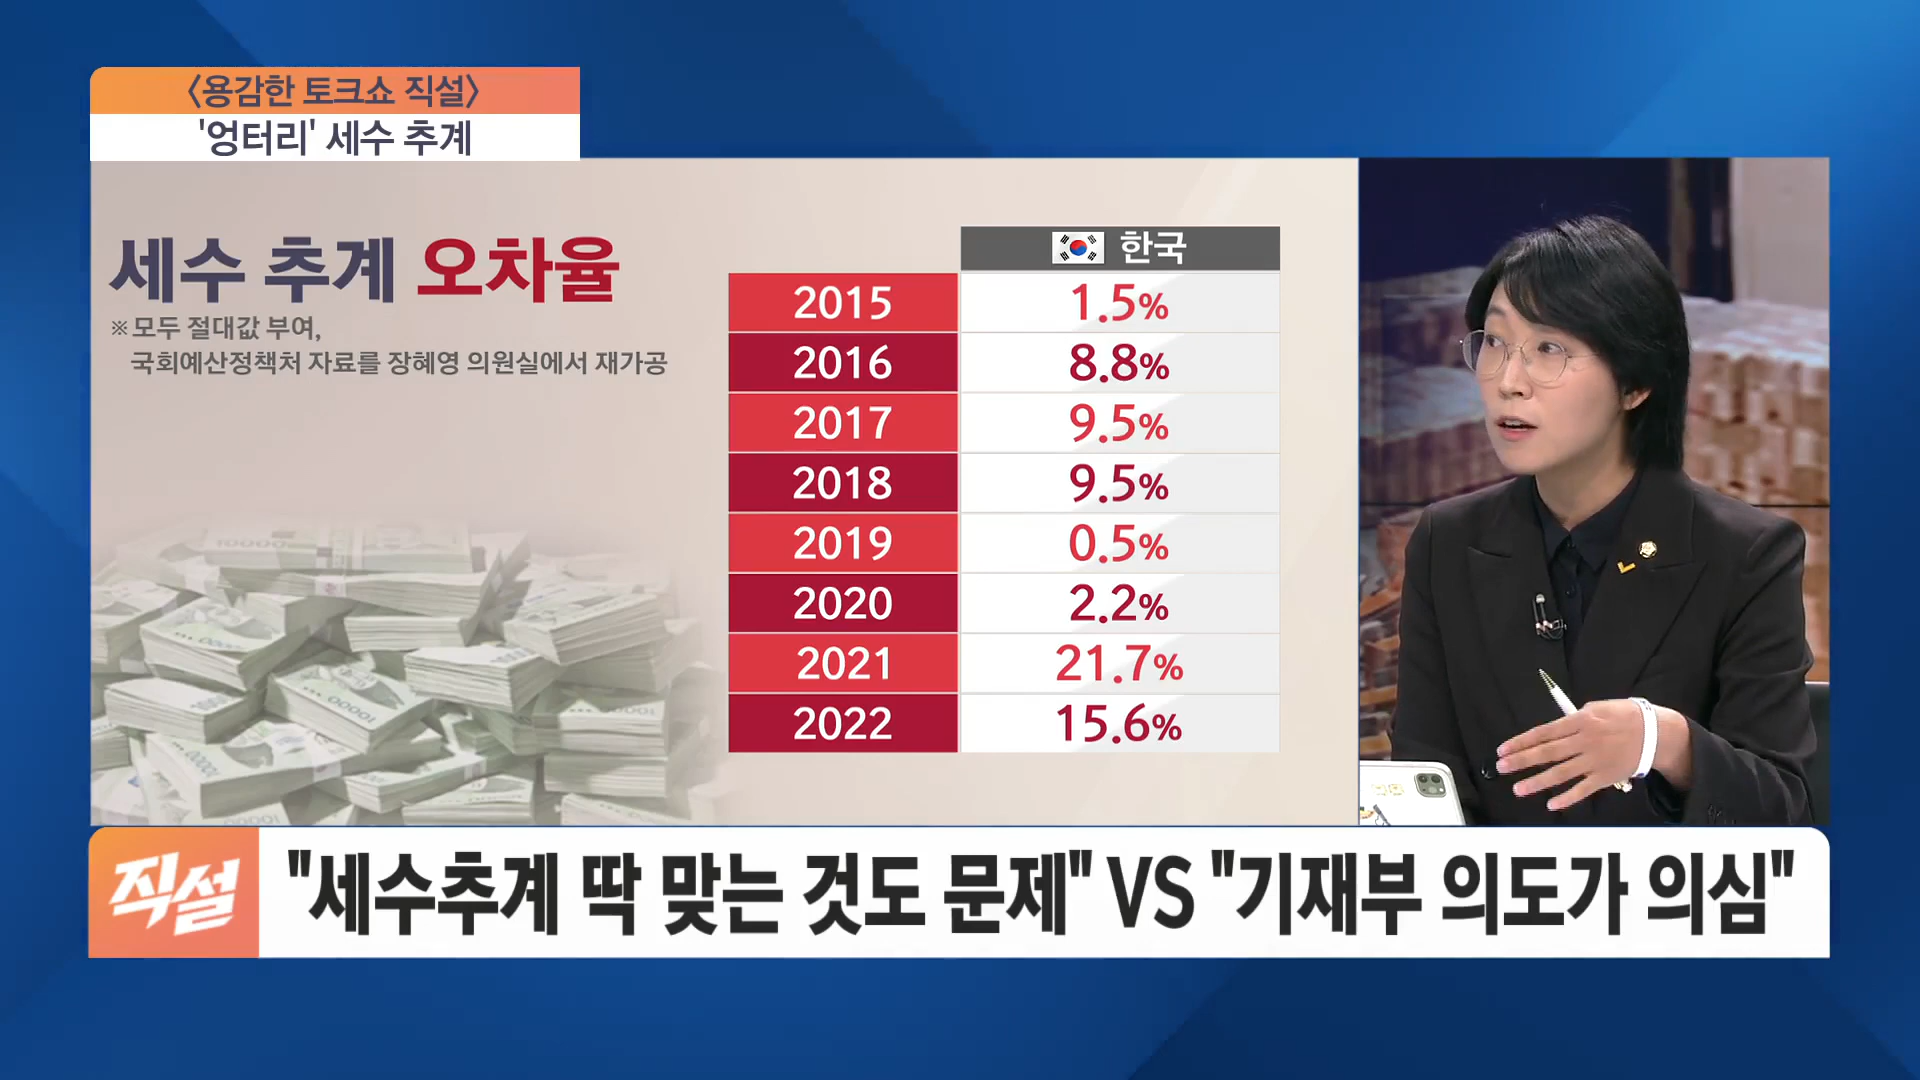 〈용감한 토크쇼 직설〉
'엉터리' 세수 추계
세수 추계 오차율
※모두 절대값 부여,
국회예산정책처 자료를 장혜영 의원실에서 재가공
한국
2015 1.5%
2016 8.8%
2017 9.5%
2018 9.5%
2019 0.5%
2020 2.2%
2021 21.7%
2022 15.6%
직설
"세수추계 딱 맞는 것도 문제" VS "기재부 의도가 의심"